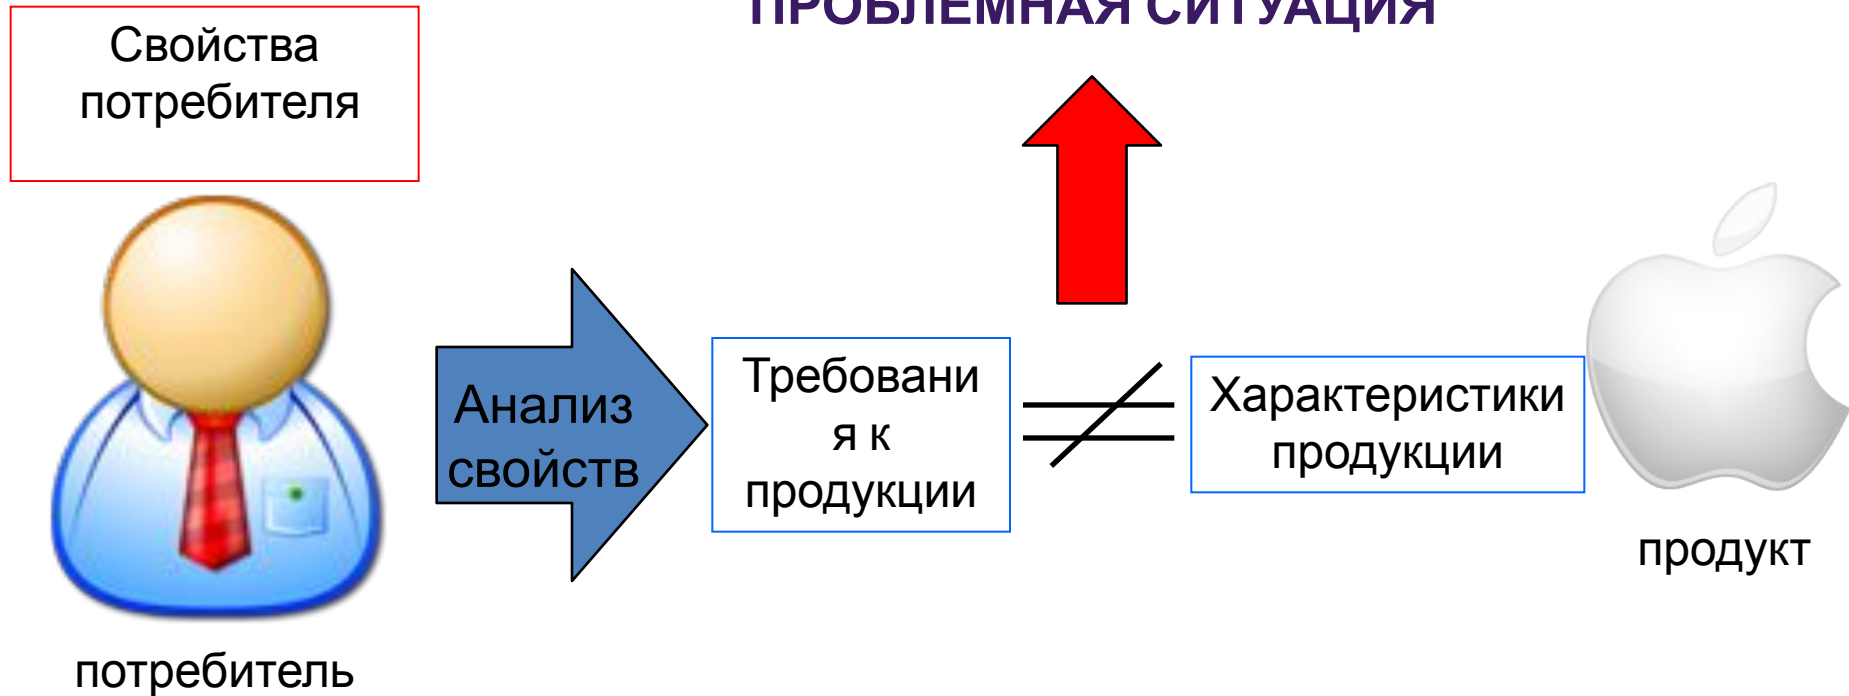 ПРОБЛЕМНАЯ СИТУАЦИЯ
Свойства
потребителя
Анализ
свойств
Требовани
я к
продукции
Характеристики
продукции
продукт
потребитель